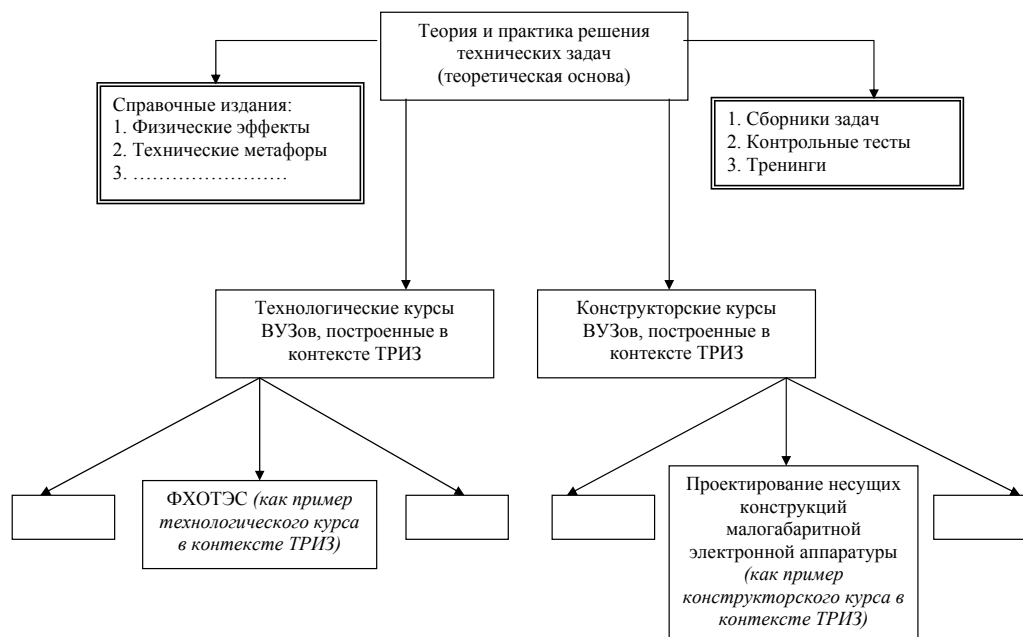 Теория и практика решения
технических задач
(теоретическая основа)
Справочные издания:
1. Физические эффекты
2. Технические метафоры
3. ……………………
1. Сборники задач
2. Контрольные тесты
3. Тренинги
Технологические курсы
ВУЗов, построенные в
контексте ТРИЗ
Конструкторские курсы
ВУЗов, построенные в
контексте ТРИЗ
ФХОТЭС (как пример
технологического курса
в контексте ТРИЗ)
Проектирование несущих
конструкций
малогабаритной
электронной аппаратуры
(как пример
конструкторского курса в
контексте ТРИЗ)